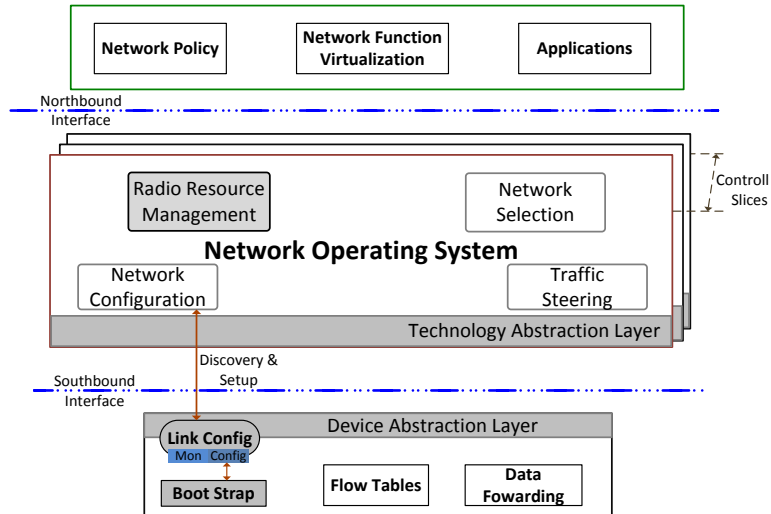 Network Policy
Network Function
Virtualization
Applications
Northbound
Interface
Radio Resource
Management
Network
Selection
Controll
Slices
Network Operating System
Network
Configuration
Traffic
Steering
Technology Abstraction Layer
Discovery &
Setup
Southbound
Interface
Device Abstraction Layer
Link Config
Mon Config
Boot Strap
Flow Tables
Data
Fowarding